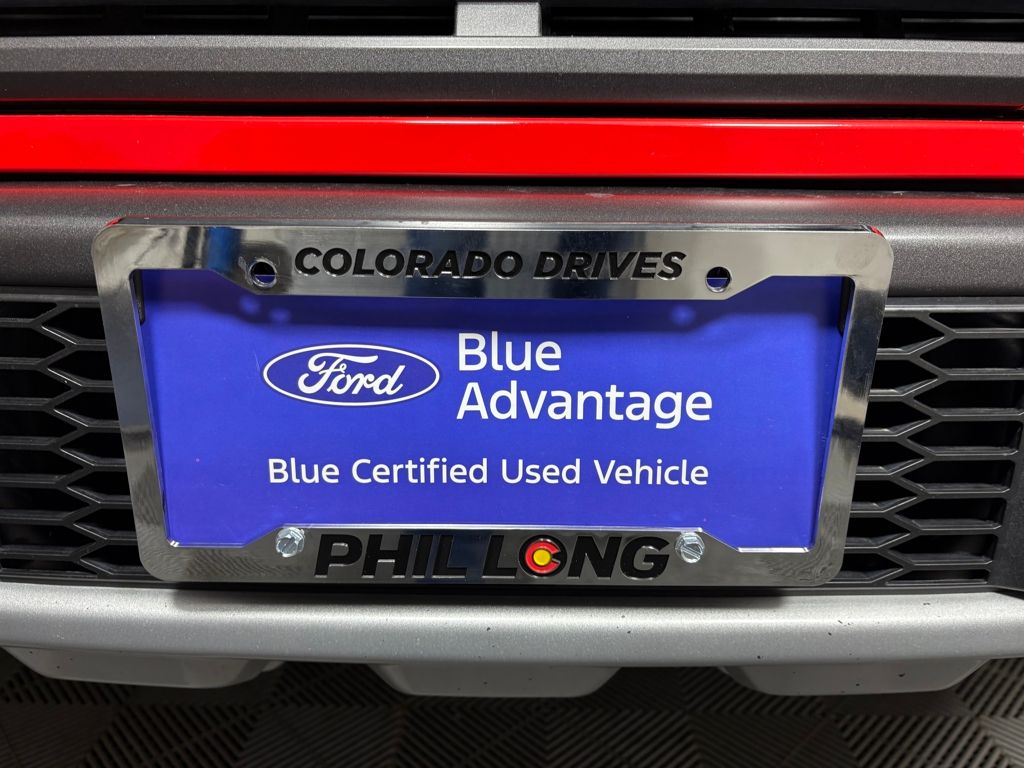 COLORADO DRIVES
Ford
Blue
Advantage
Blue Certified Used Vehicle
PHIL LONG